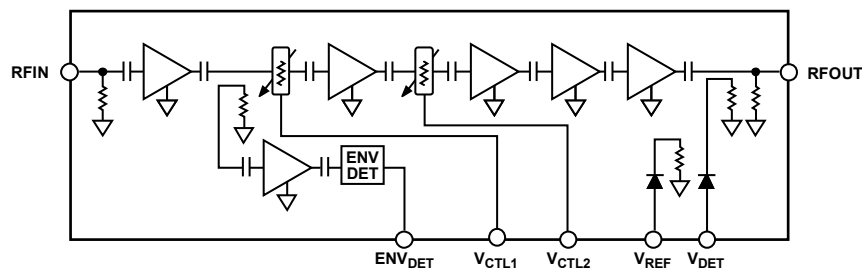 RFIN
RFOUT
ENV
DET
ENVDET
VCTL1
VCTL2
VREF
VDET